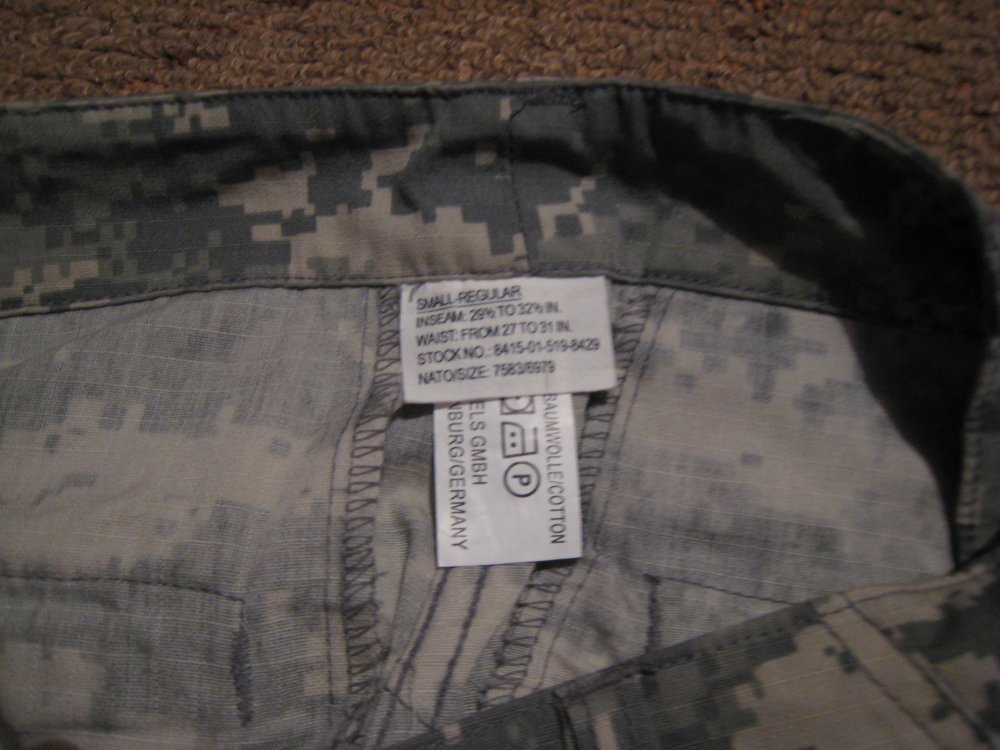 SMALL-REGULAR
INSEAM: 29½ TO 32½ IN.
WAIST: FROM 27 TO 31 IN.
STOCK NO.: 8415-01-519-8429
NATO/SIZE: 7583/6979
BAUMWOLLE/COTTON
P
ELS GMBH
NBURG/GERMANY